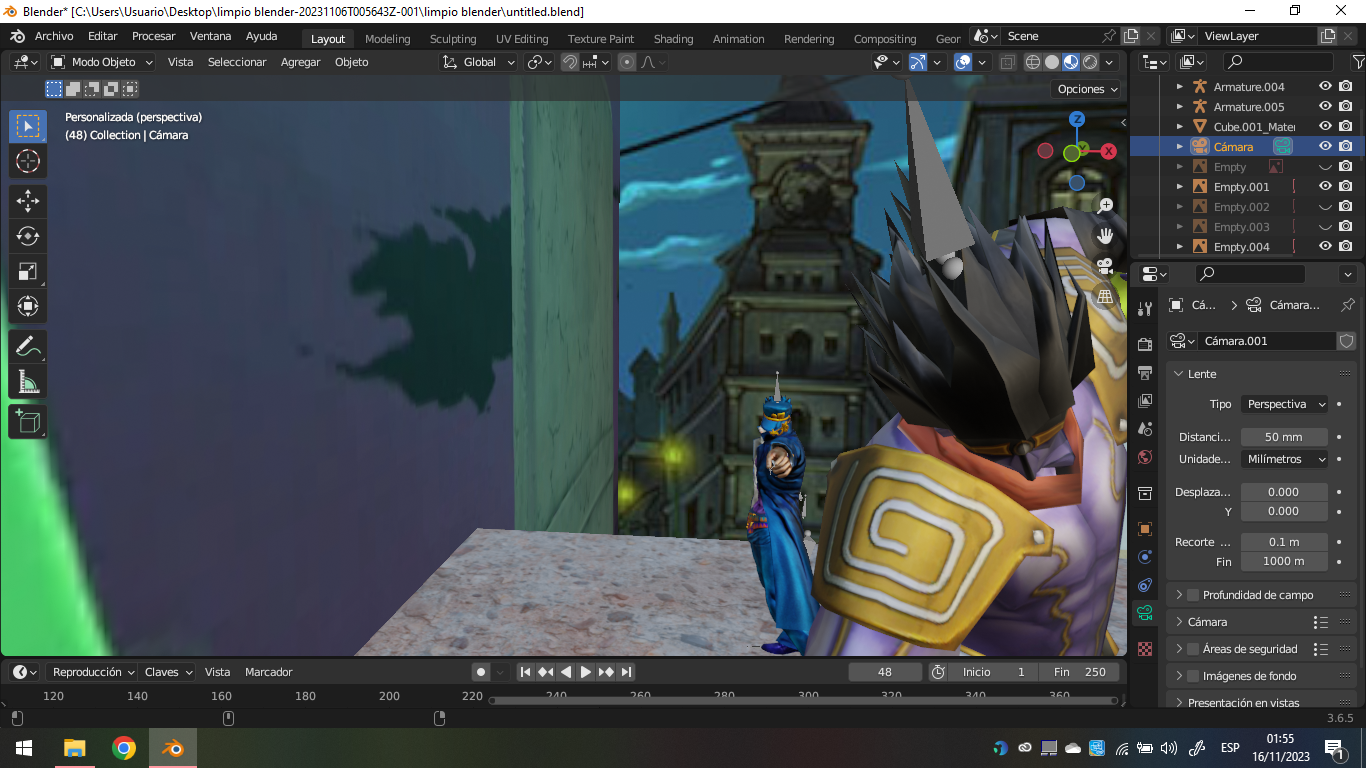 Blender* [C:\Users\Usuario\Desktop\limpio blender-20231106T005643Z-001\limpio blender\untitled.blend]
Archivo Editar Procesar Ventana Ayuda Layout Modeling Sculpting UV Editing Texture Paint Shading Animation Rendering Compositing Geor Scene ViewLayer
Modo Objeto Vista Seleccionar Agregar Objeto Global
Opciones
Personalizada (perspectiva)
(48) Collection | Cámara
Z
X
Y
Armature.004
Armature.005
Cube.001_Mater
Cámara
Empty
Empty.001
Empty.002
Empty.003
Empty.004
Cá... Cámara...
Cámara.001
Lente
Tipo Perspectiva
Distanci... 50 mm
Unidade... Milímetros
Desplaza... 0.000
Y 0.000
Recorte ... 0.1 m
Fin 1000 m
Profundidad de campo
Cámara
Áreas de seguridad
Imágenes de fondo
Presentación en vistas
Reproducción Claves Vista Marcador 48 Inicio 1 Fin 250
120 140 160 180 200 220 240 260 280 300 320 340 360
3.6.5
ESP
01:55
16/11/2023
1